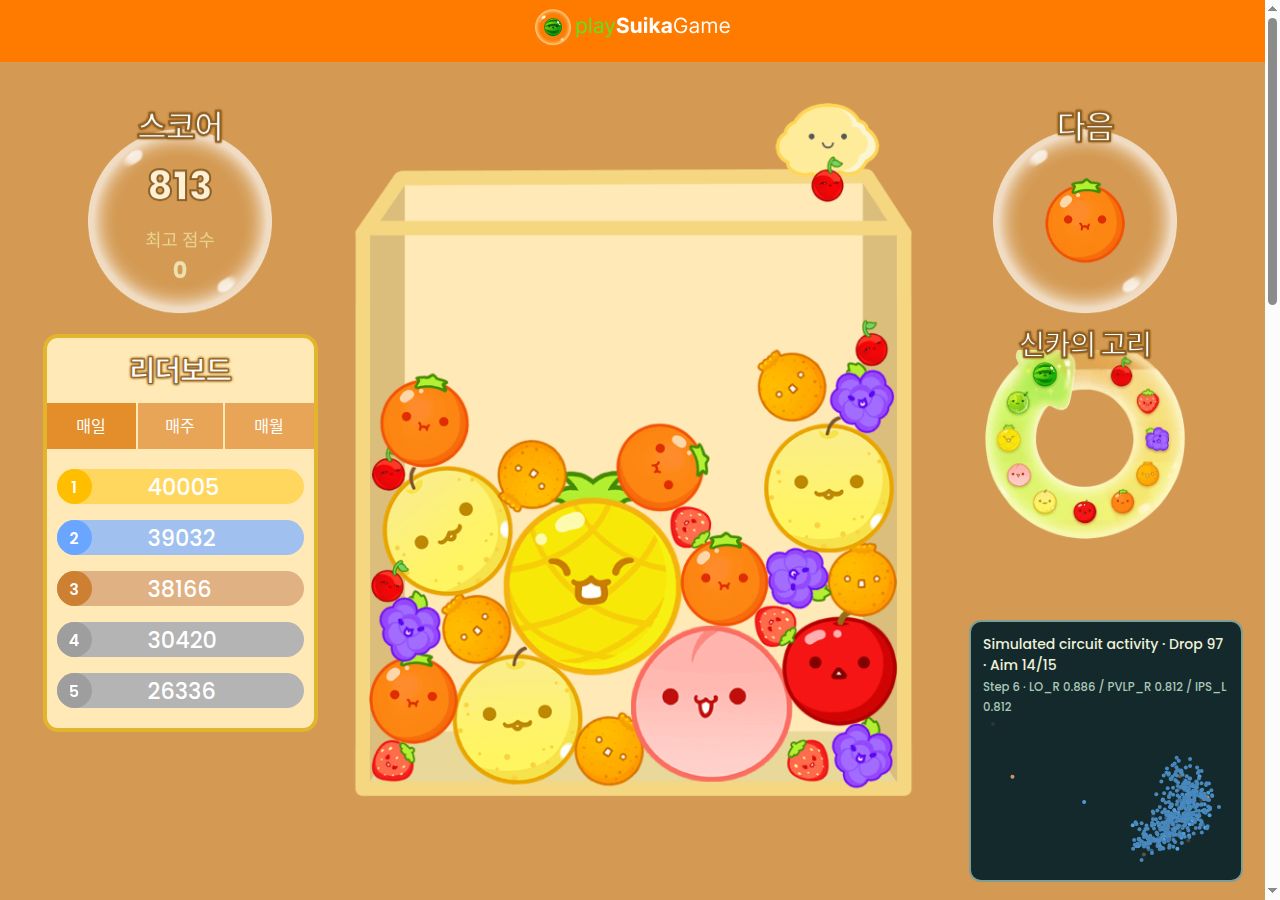 playSuikaGame
스코어
813
최고 점수
0
리더보드
매일 매주 매월
1 40005
2 39032
3 38166
4 30420
5 26336
다음
신카의 고리
Simulated circuit activity · Drop 97
· Aim 14/15
Step 6 · LO_R 0.886 / PVLP_R 0.812 / IPS_L
0.812